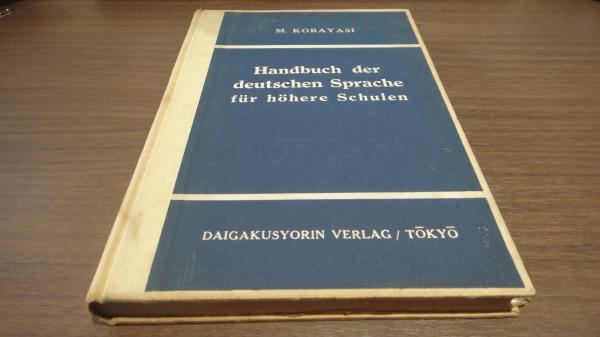 M. KOBAYASI
Handbuch der
deutschen Sprache
für höhere Schulen
DAIGAKUSYORIN VERLAG / TŌKYŌ